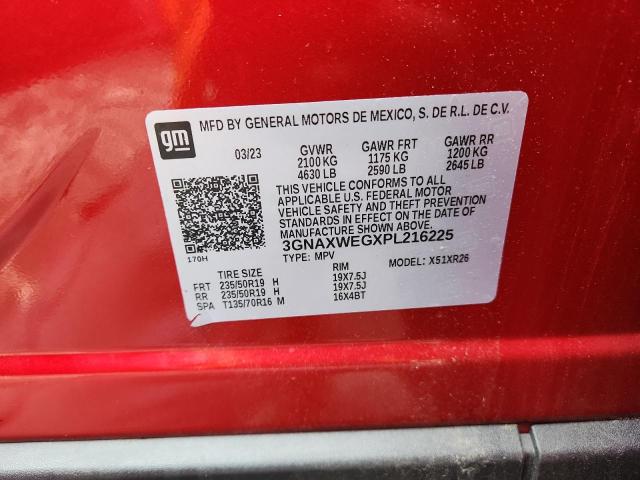 gm
MFD BY GENERAL MOTORS DE MEXICO, S. DE R.L. DE C.V.
03/23 GVWR GAWR FRT GAWR RR
2100 KG 1175 KG 1200 KG
4630 LB 2590 LB 2645 LB
THIS VEHICLE CONFORMS TO ALL
APPLICABLE U.S. FEDERAL MOTOR
VEHICLE SAFETY AND THEFT PREVENTION
STANDARDS IN EFFECT ON THE DATE
OF MANUFACTURE SHOWN ABOVE.
3GNAXWEGXPL216225
170H TYPE: MPV MODEL: X51XR26
TIRE SIZE RIM
FRT 235/50R19 H 19X7.5J
RR 235/50R19 H 19X7.5J
SPA T135/70R16 M 16X4BT